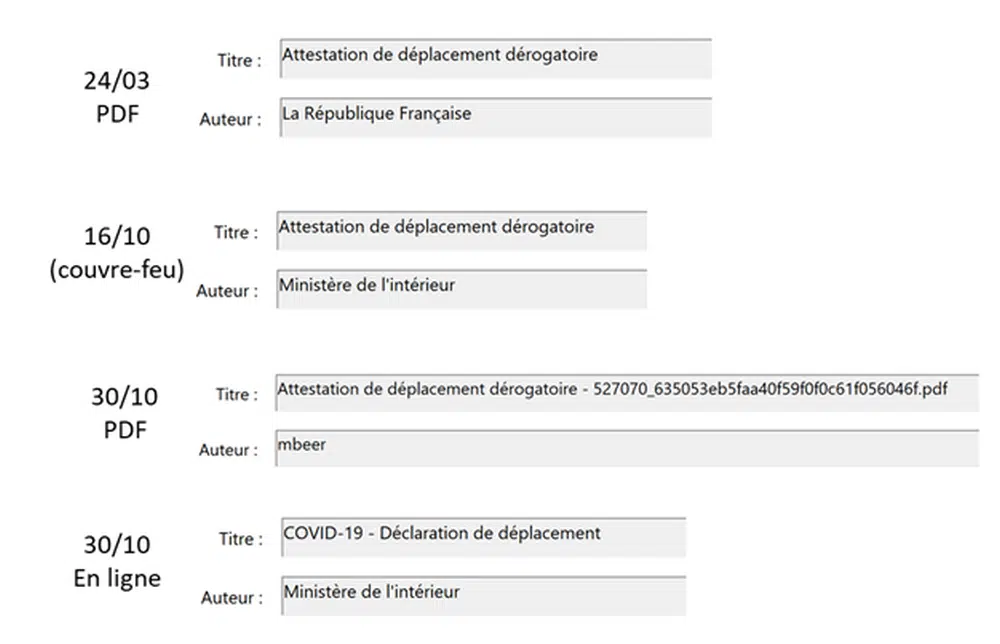 24/03
PDF
Titre : Attestation de déplacement dérogatoire
Auteur : La République Française
16/10
(couvre-feu)
Titre : Attestation de déplacement dérogatoire
Auteur : Ministère de l'intérieur
30/10
PDF
Titre : Attestation de déplacement dérogatoire - 527070_635053eb5faa40f59f0f0c61f056046f.pdf
Auteur : mbeer
30/10
En ligne
Titre : COVID-19 - Déclaration de déplacement
Auteur : Ministère de l'intérieur